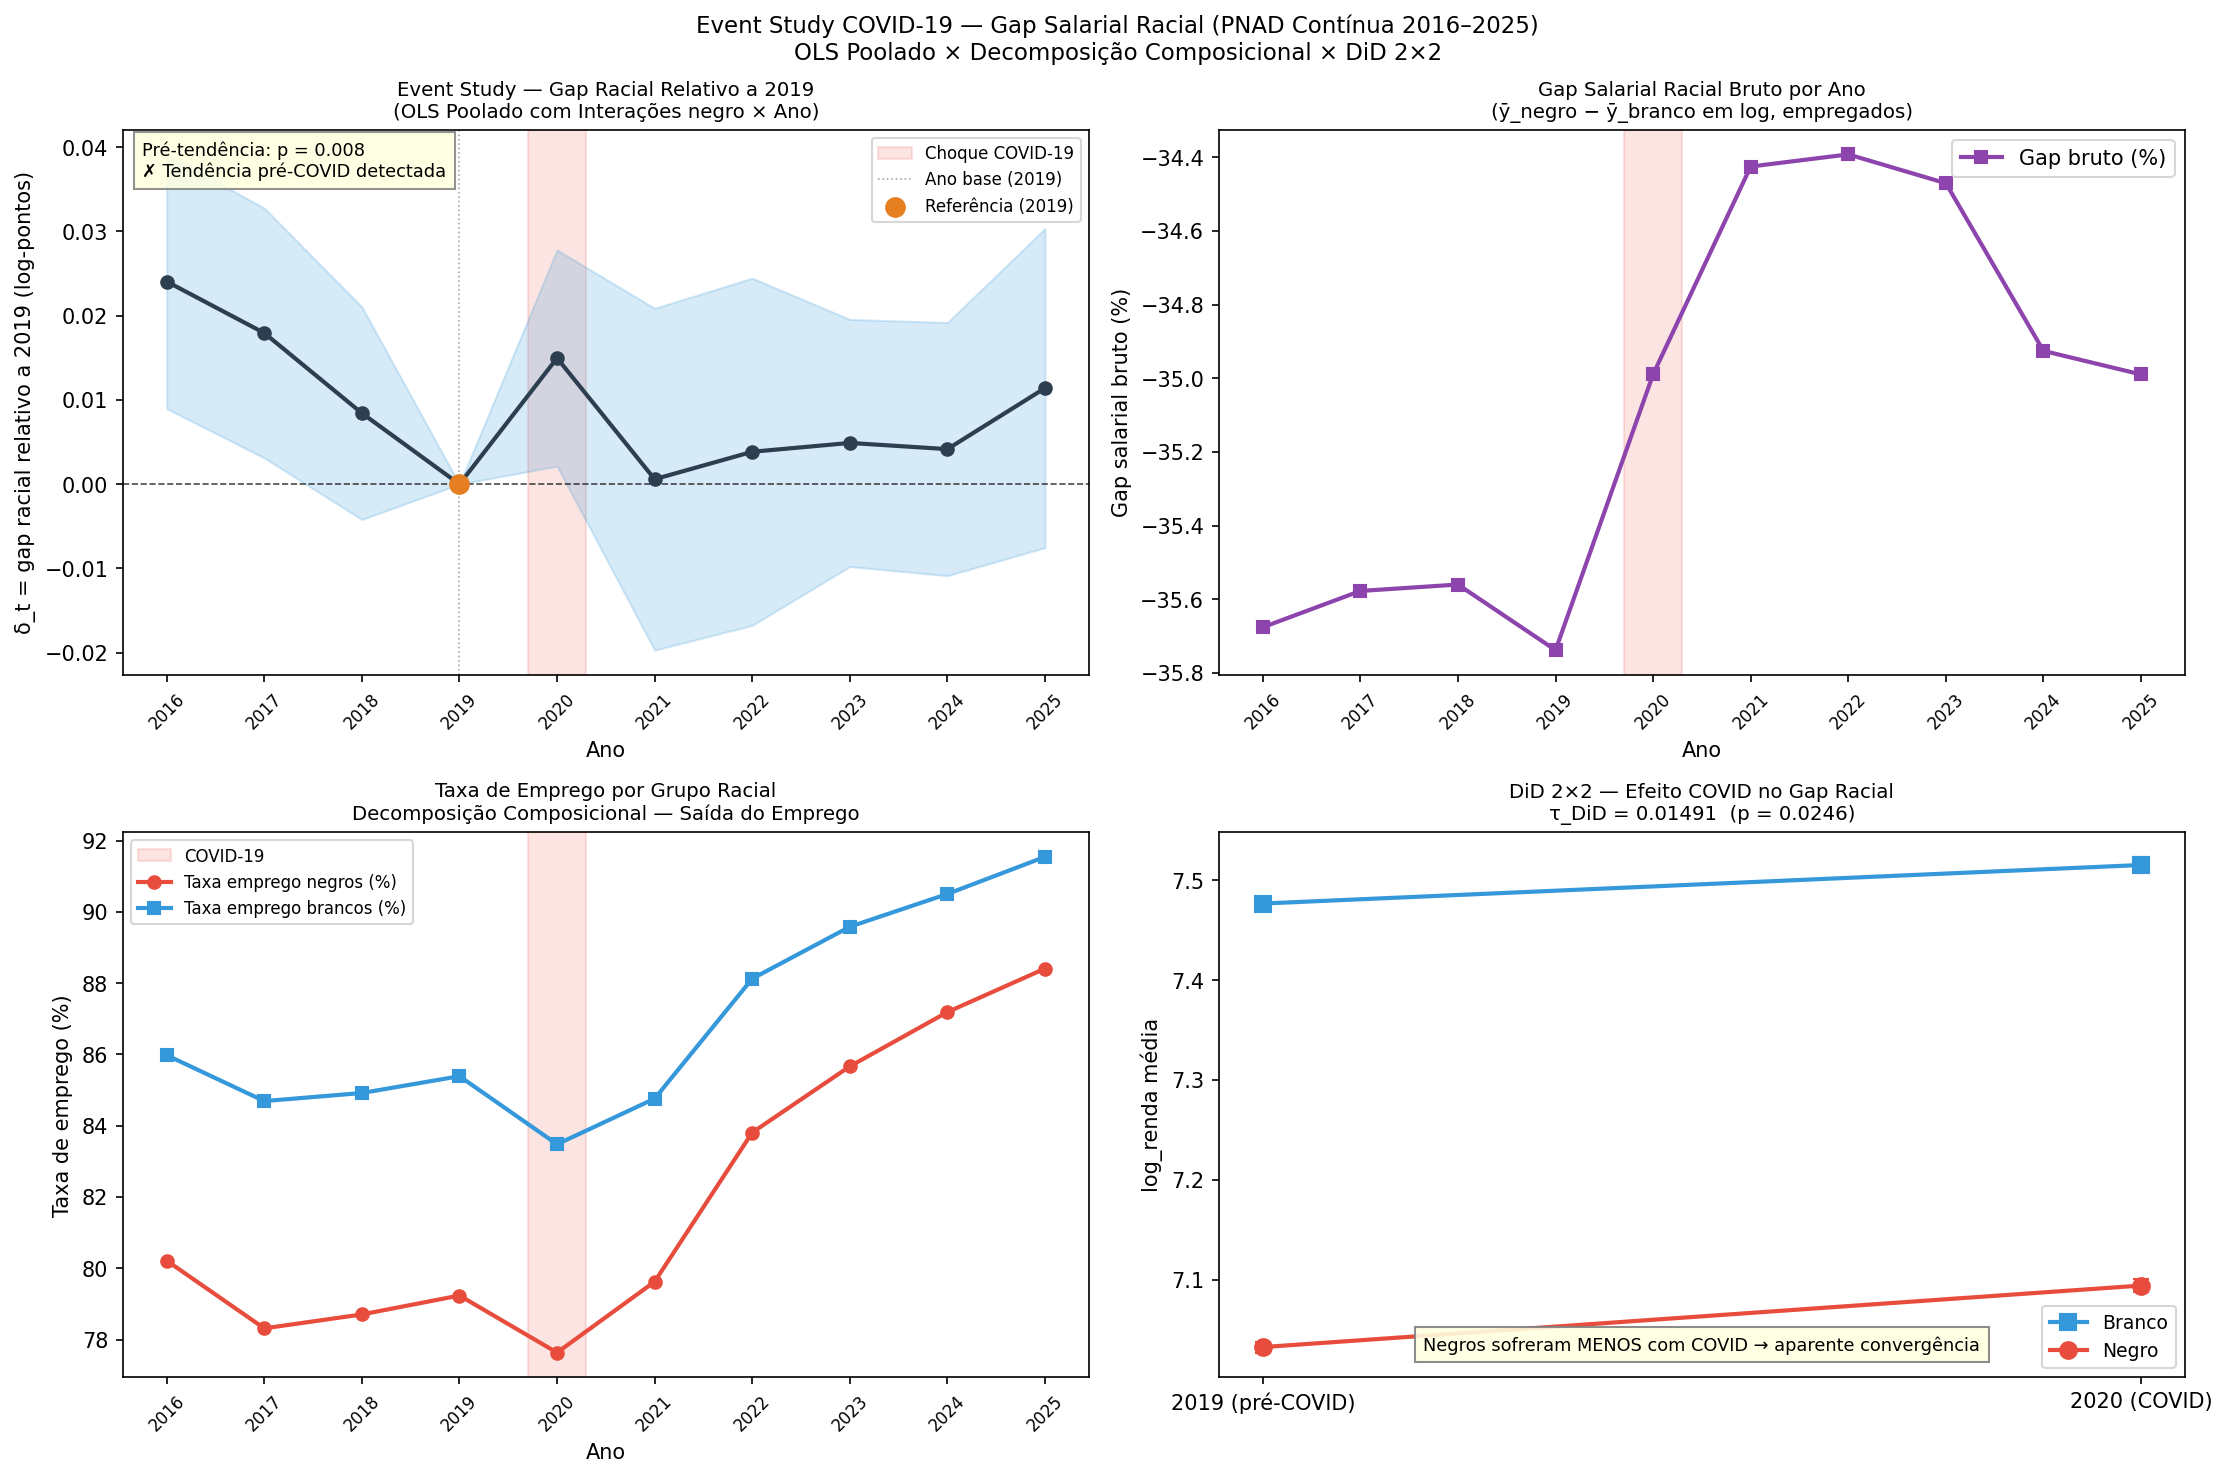 Event Study COVID-19 — Gap Salarial Racial (PNAD Contínua 2016–2025)
OLS Poolado × Decomposição Composicional × DiD 2×2
Event Study — Gap Racial Relativo a 2019
(OLS Poolado com Interações negro × Ano)
Pré-tendência: p = 0.008
✗ Tendência pré-COVID detectada
Choque COVID-19
Ano base (2019)
Referência (2019)
δ_t = gap racial relativo a 2019 (log-pontos)
0.04
0.03
0.02
0.01
0.00
−0.01
−0.02
2016
2017
2018
2019
2020
2021
2022
2023
2024
2025
Ano
Gap Salarial Racial Bruto por Ano
(ȳ_negro − ȳ_branco em log, empregados)
Gap bruto (%)
Gap salarial bruto (%)
−34.4
−34.6
−34.8
−35.0
−35.2
−35.4
−35.6
−35.8
2016
2017
2018
2019
2020
2021
2022
2023
2024
2025
Ano
Taxa de Emprego por Grupo Racial
Decomposição Composicional — Saída do Emprego
COVID-19
Taxa emprego negros (%)
Taxa emprego brancos (%)
Taxa de emprego (%)
92
90
88
86
84
82
80
78
2016
2017
2018
2019
2020
2021
2022
2023
2024
2025
Ano
DiD 2×2 — Efeito COVID no Gap Racial
τ_DiD = 0.01491 (p = 0.0246)
log_renda média
7.5
7.4
7.3
7.2
7.1
Negros sofreram MENOS com COVID → aparente convergência
Branco
Negro
2019 (pré-COVID)
2020 (COVID)